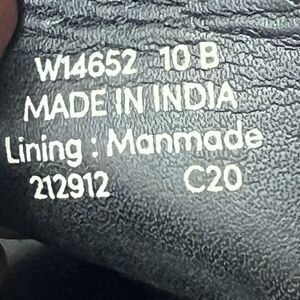 W14652 10 B
MADE IN INDIA
Lining : Manmade
212912 C20